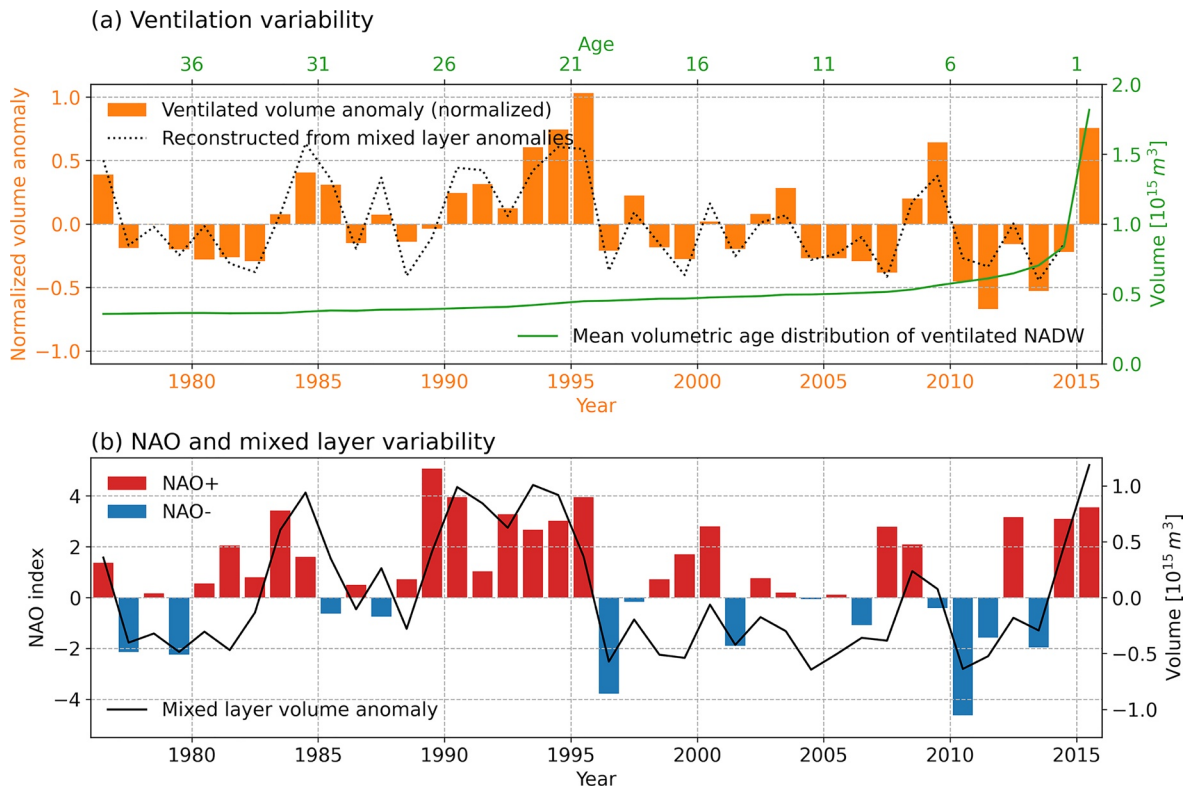 (a) Ventilation variability
Age
36 31 26 21 16 11 6 1
Normalized volume anomaly
1.0
0.5
0.0
−0.5
−1.0
Ventilated volume anomaly (normalized)
Reconstructed from mixed layer anomalies
Mean volumetric age distribution of ventilated NADW
2.0
1.5
1.0
0.5
0.0
Volume [10¹⁵ m³]
1980 1985 1990 1995 2000 2005 2010 2015
Year
(b) NAO and mixed layer variability
NAO index
4
2
0
−2
−4
NAO+
NAO-
Mixed layer volume anomaly
1.0
0.5
0.0
−0.5
−1.0
Volume [10¹⁵ m³]
1980 1985 1990 1995 2000 2005 2010 2015
Year